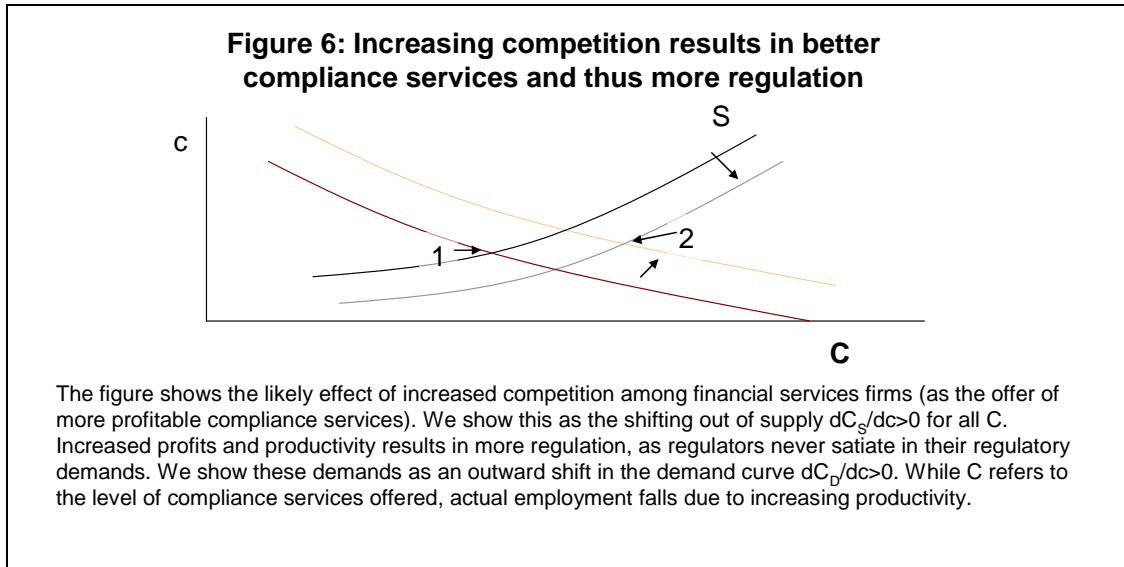 Figure 6: Increasing competition results in better
compliance services and thus more regulation
S
c
1
2
C
The figure shows the likely effect of increased competition among financial services firms (as the offer of
more profitable compliance services). We show this as the shifting out of supply dC_S/dc>0 for all C.
Increased profits and productivity results in more regulation, as regulators never satiate in their regulatory
demands. We show these demands as an outward shift in the demand curve dC_D/dc>0. While C refers to
the level of compliance services offered, actual employment falls due to increasing productivity.